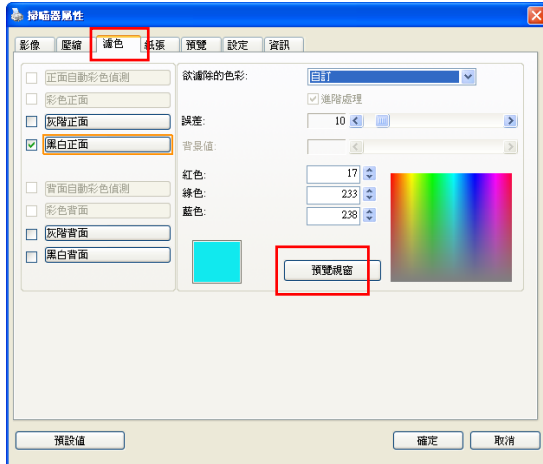 掃瞄器屬性
影像 壓縮 濾色 紙張 預覽 設定 資訊
正面自動彩色偵測
彩色正面
灰階正面
黑白正面
背面自動彩色偵測
彩色背面
灰階背面
黑白背面
欲濾除的色彩: 自訂
進階處理
誤差: 10
背景值:
紅色: 17
綠色: 233
藍色: 238
預覽視窗
預設值 確定 取消